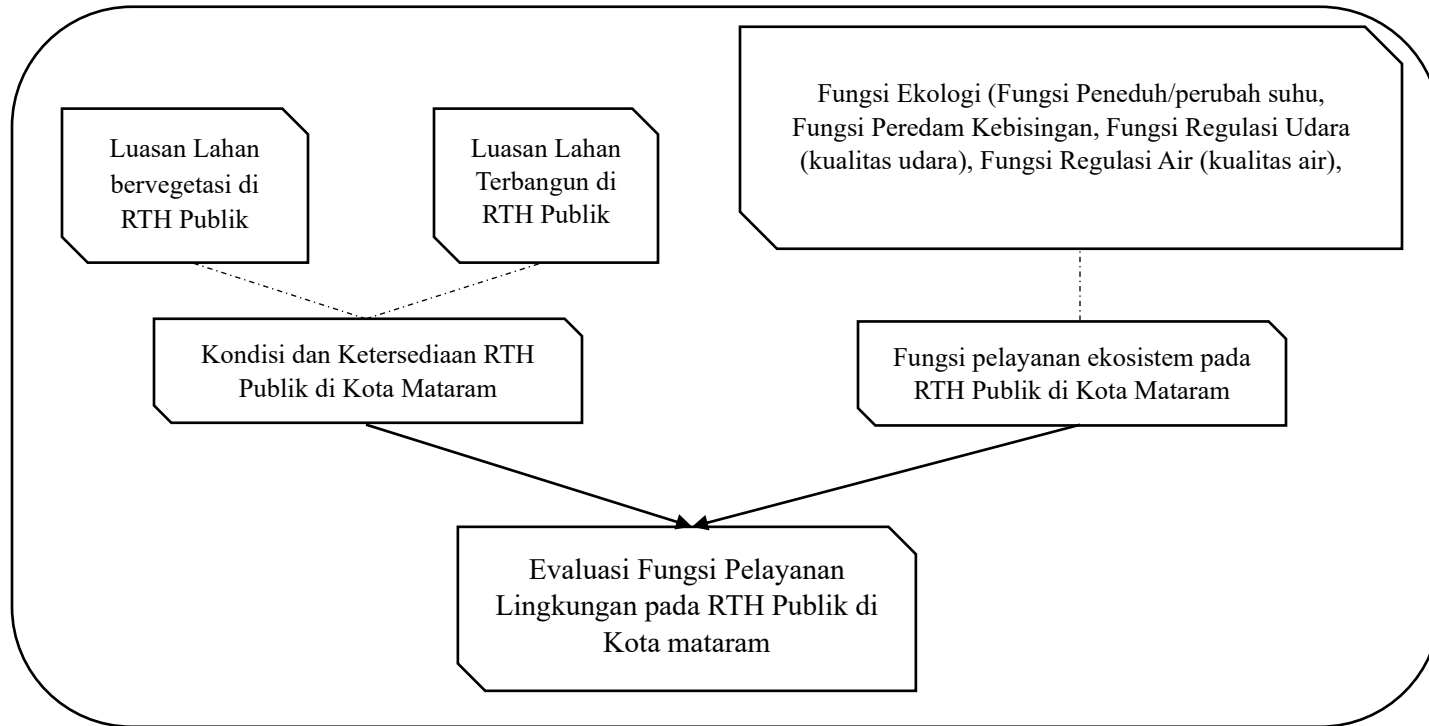 Luasan Lahan
bervegetasi di
RTH Publik
Luasan Lahan
Terbangun di
RTH Publik
Fungsi Ekologi (Fungsi Peneduh/perubah suhu,
Fungsi Peredam Kebisingan, Fungsi Regulasi Udara
(kualitas udara), Fungsi Regulasi Air (kualitas air),
Kondisi dan Ketersediaan RTH
Publik di Kota Mataram
Fungsi pelayanan ekosistem pada
RTH Publik di Kota Mataram
Evaluasi Fungsi Pelayanan
Lingkungan pada RTH Publik di
Kota mataram